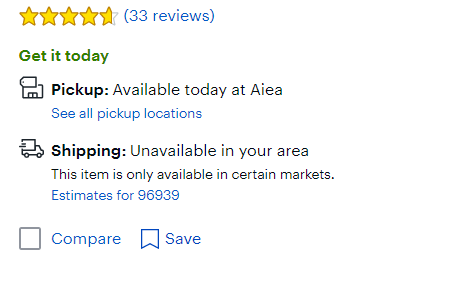 (33 reviews)
Get it today
Pickup: Available today at Aiea
See all pickup locations
Shipping: Unavailable in your area
This item is only available in certain markets.
Estimates for 96939
Compare Save